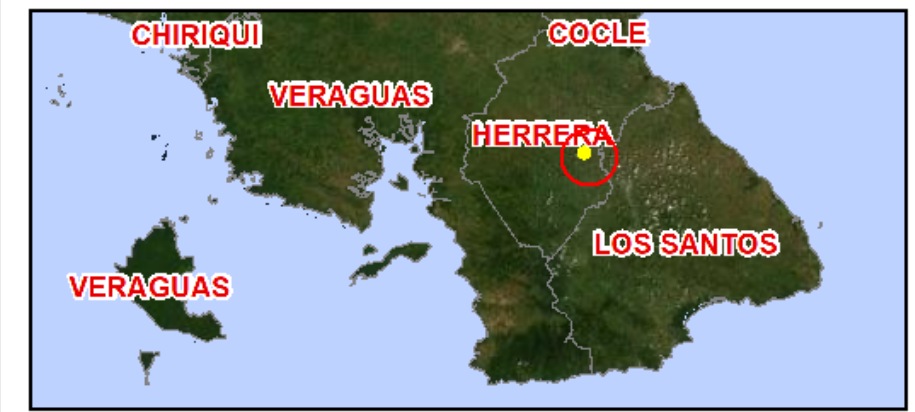 CHIRIQUI
COCLE
VERAGUAS
HERRERA
LOS SANTOS
VERAGUAS